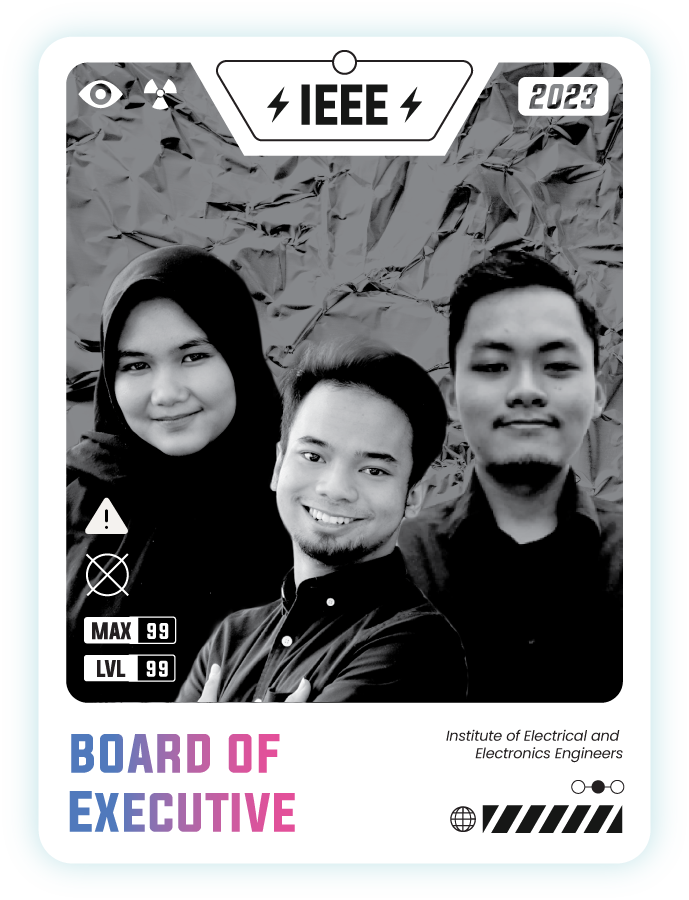 IEEE
2023
MAX 99
LVL 99
BOARD OF
EXECUTIVE
Institute of Electrical and
Electronics Engineers